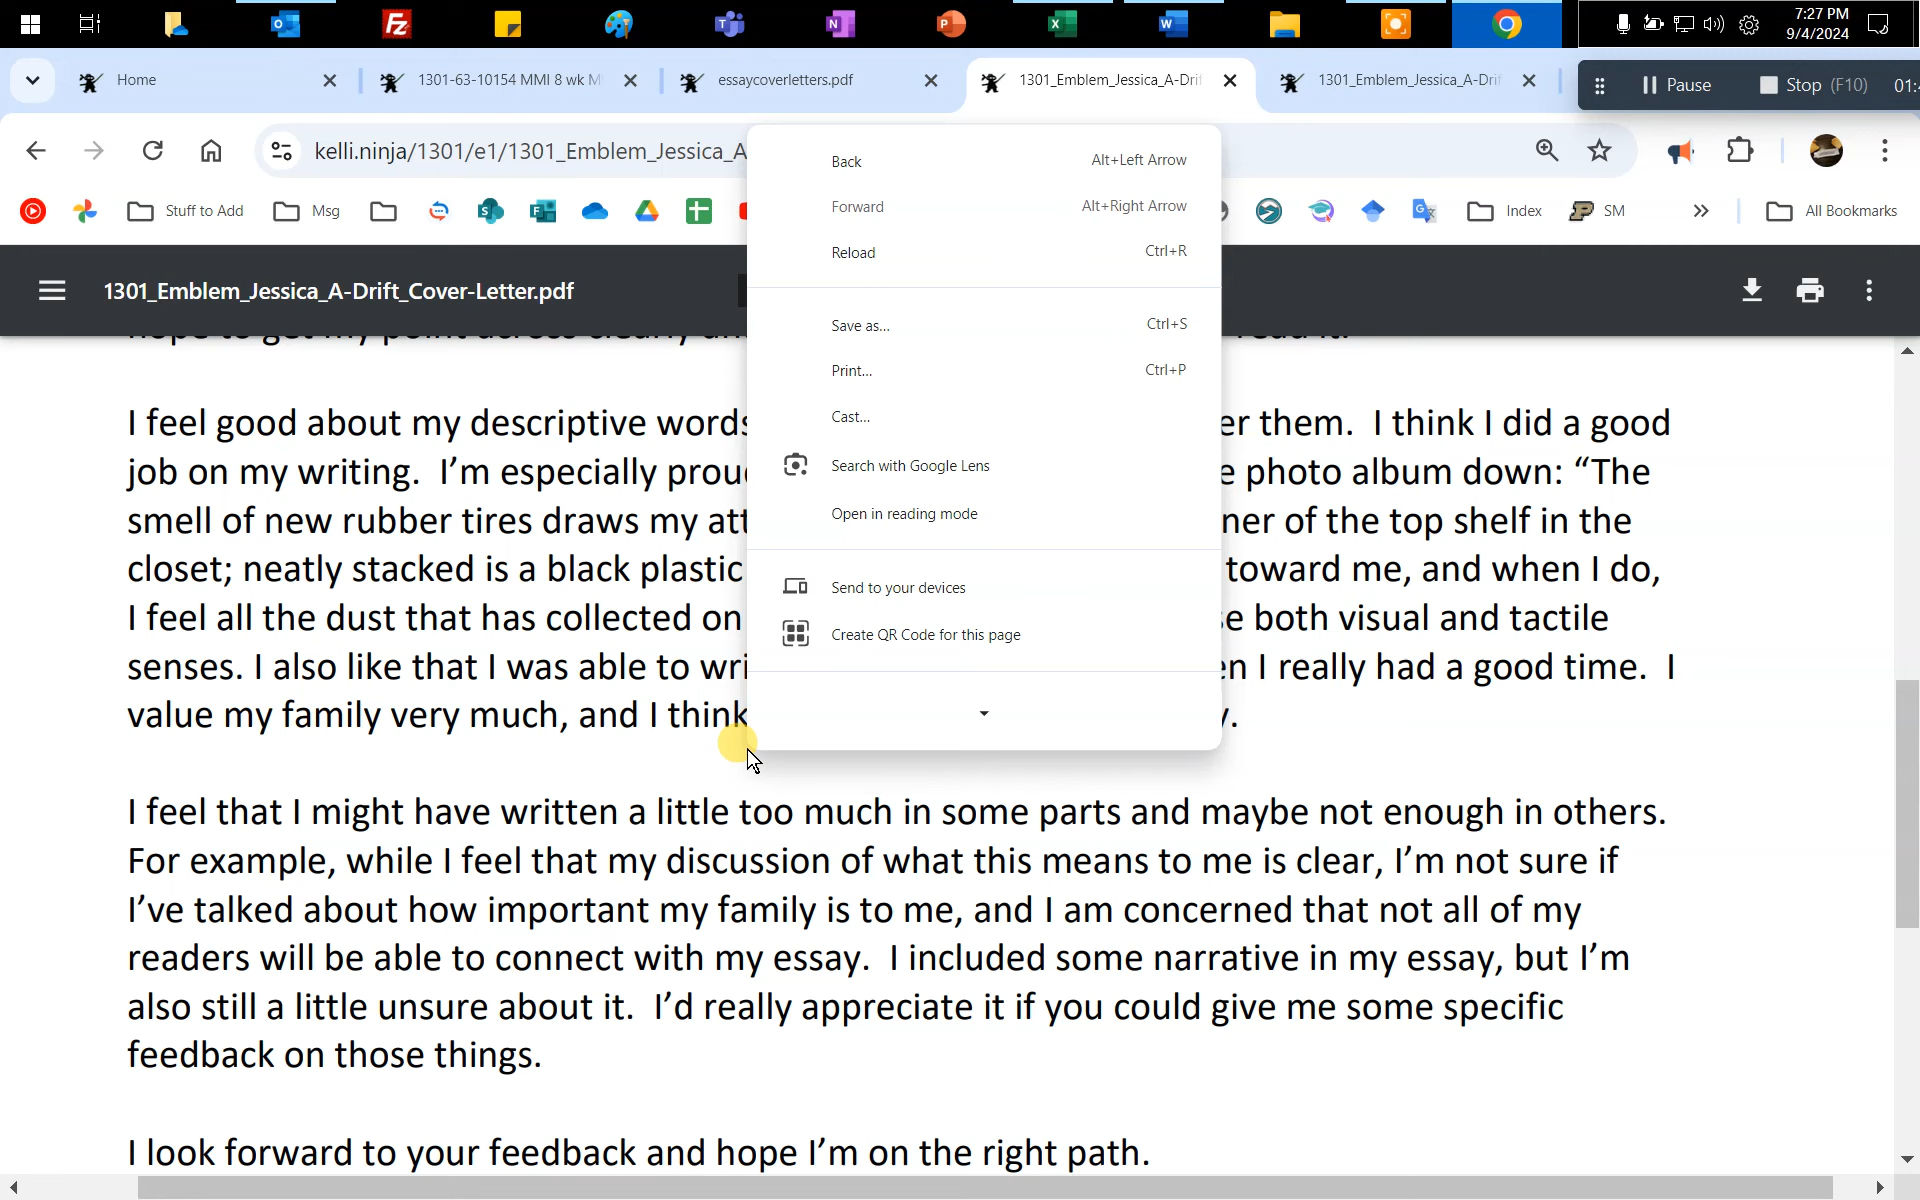 7:27 PM
9/4/2024
Home
1301-63-10154 MMI 8 wk M
essaycoverletters.pdf
1301_Emblem_Jessica_A-Drif
1301_Emblem_Jessica_A-Drif
Pause
Stop (F10)
01:
kelli.ninja/1301/e1/1301_Emblem_Jessica_A
Stuff to Add
Msg
Index
SM
All Bookmarks
1301_Emblem_Jessica_A-Drift_Cover-Letter.pdf
Back Alt+Left Arrow
Forward Alt+Right Arrow
Reload Ctrl+R
Save as... Ctrl+S
Print... Ctrl+P
Cast...
Search with Google Lens
Open in reading mode
Send to your devices
Create QR Code for this page
I feel good about my descriptive words er them. I think I did a good
job on my writing. I’m especially prou e photo album down: “The
smell of new rubber tires draws my att ner of the top shelf in the
closet; neatly stacked is a black plastic toward me, and when I do,
I feel all the dust that has collected on e both visual and tactile
senses. I also like that I was able to wri n I really had a good time. I
value my family very much, and I think y.
I feel that I might have written a little too much in some parts and maybe not enough in others.
For example, while I feel that my discussion of what this means to me is clear, I’m not sure if
I’ve talked about how important my family is to me, and I am concerned that not all of my
readers will be able to connect with my essay. I included some narrative in my essay, but I’m
also still a little unsure about it. I’d really appreciate it if you could give me some specific
feedback on those things.
I look forward to your feedback and hope I’m on the right path.